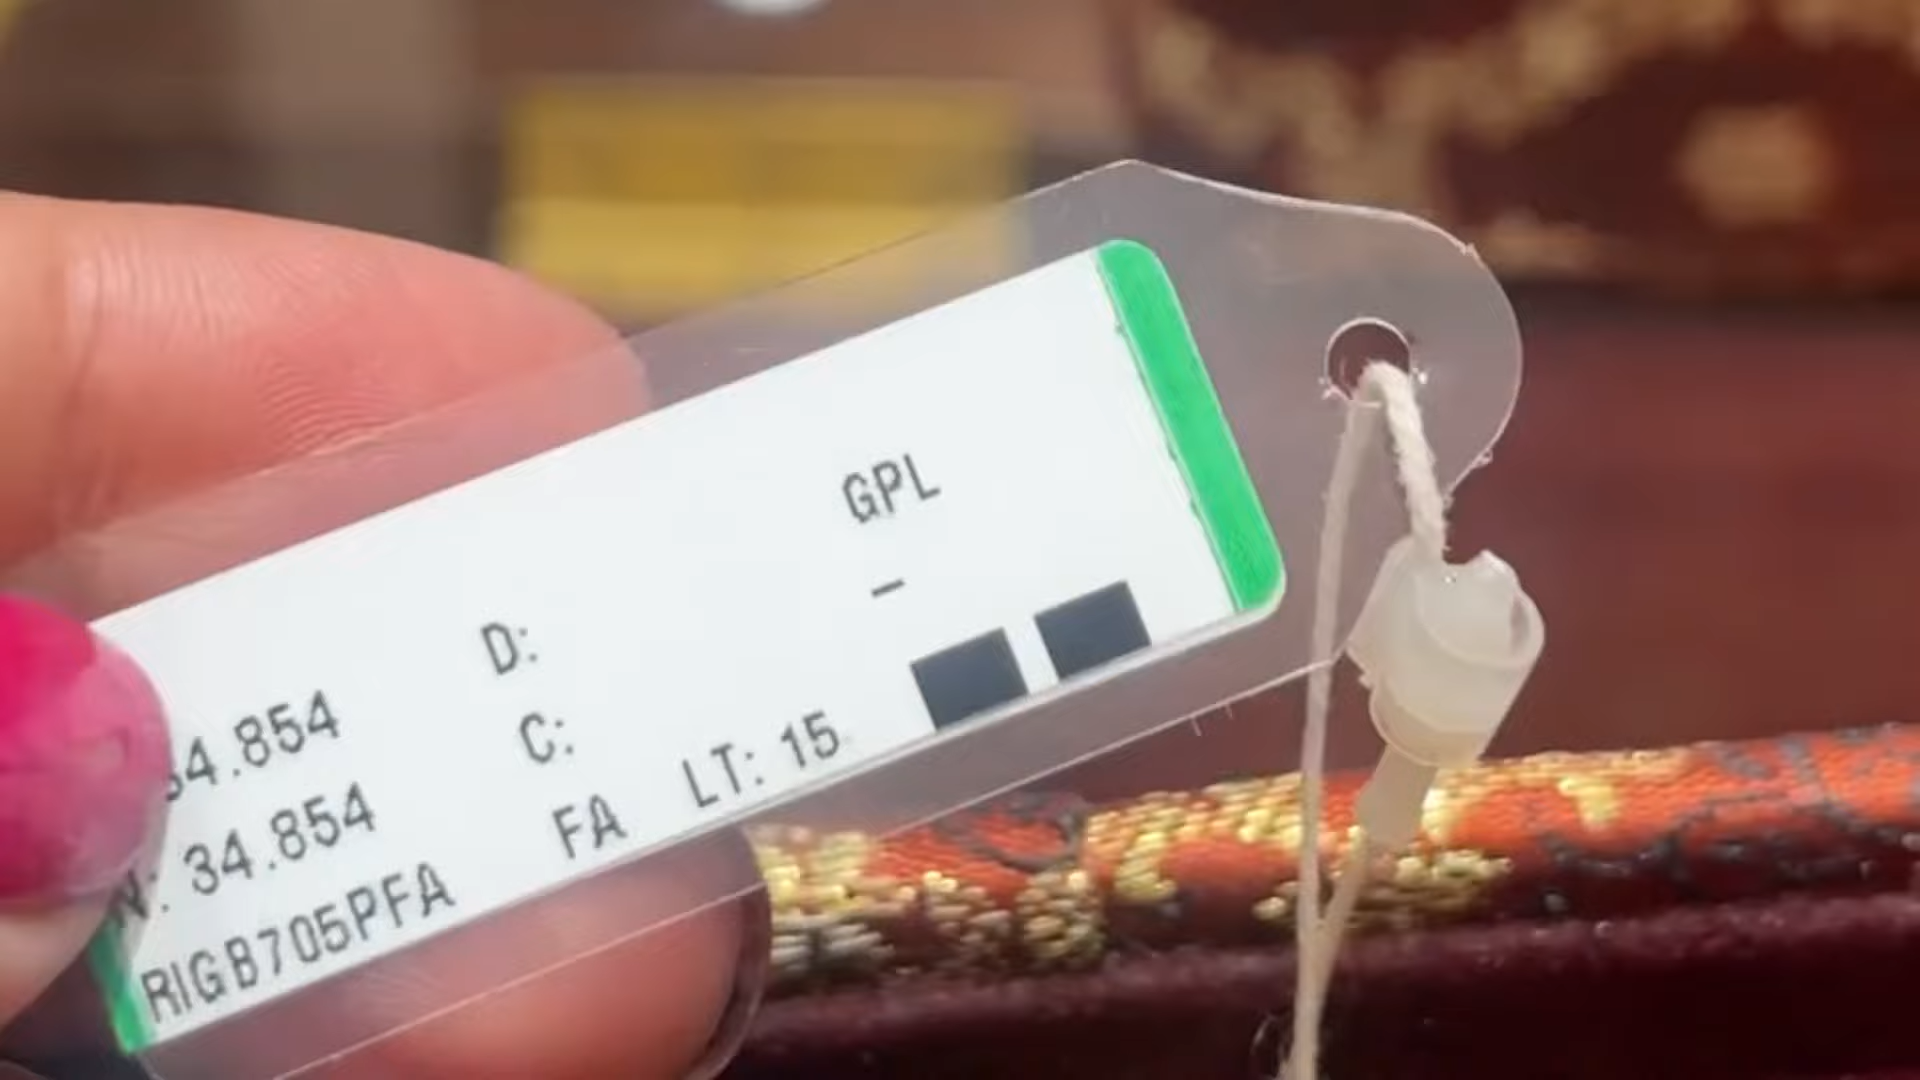 GPL
D: –
34.854 C:
N: 34.854 FA LT: 15
RIGB705PFA